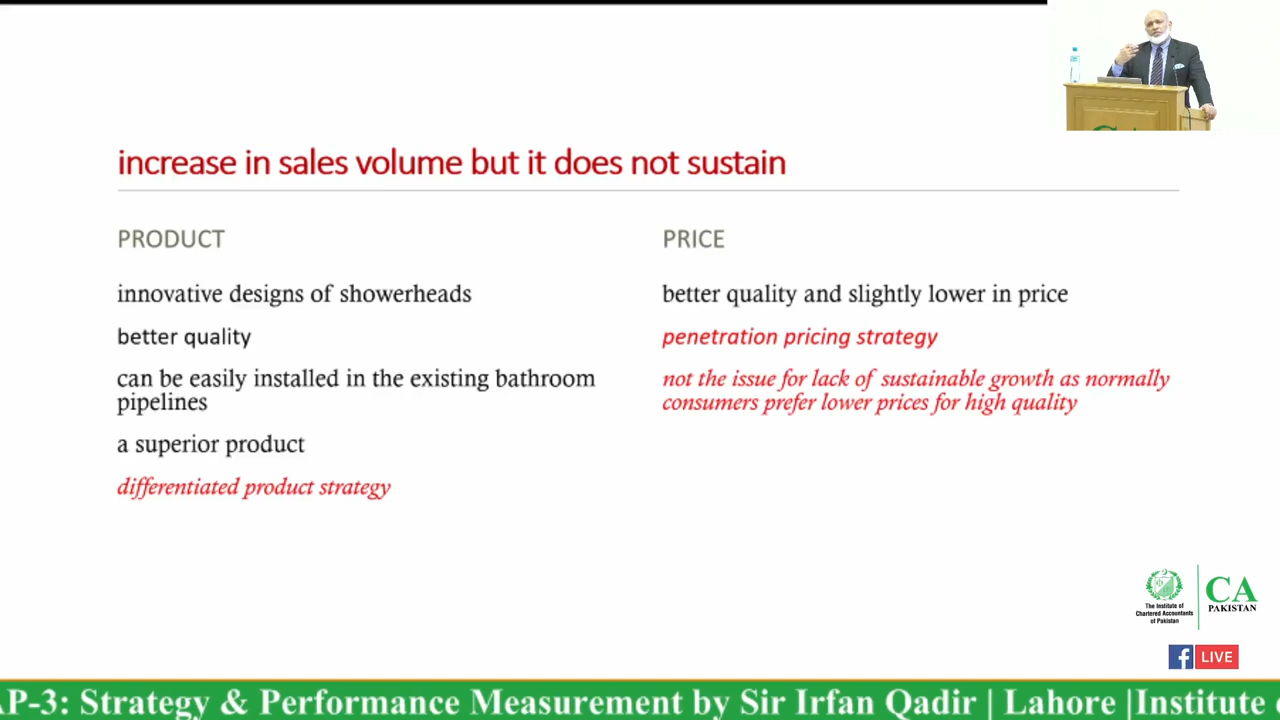 increase in sales volume but it does not sustain
PRODUCT
innovative designs of showerheads
better quality
can be easily installed in the existing bathroom
pipelines
a superior product
differentiated product strategy
PRICE
better quality and slightly lower in price
penetration pricing strategy
not the issue for lack of sustainable growth as normally
consumers prefer lower prices for high quality
The Institute of
Chartered Accountants
of Pakistan
CA
PAKISTAN
f LIVE
AP-3: Strategy & Performance Measurement by Sir Irfan Qadir | Lahore |Institute